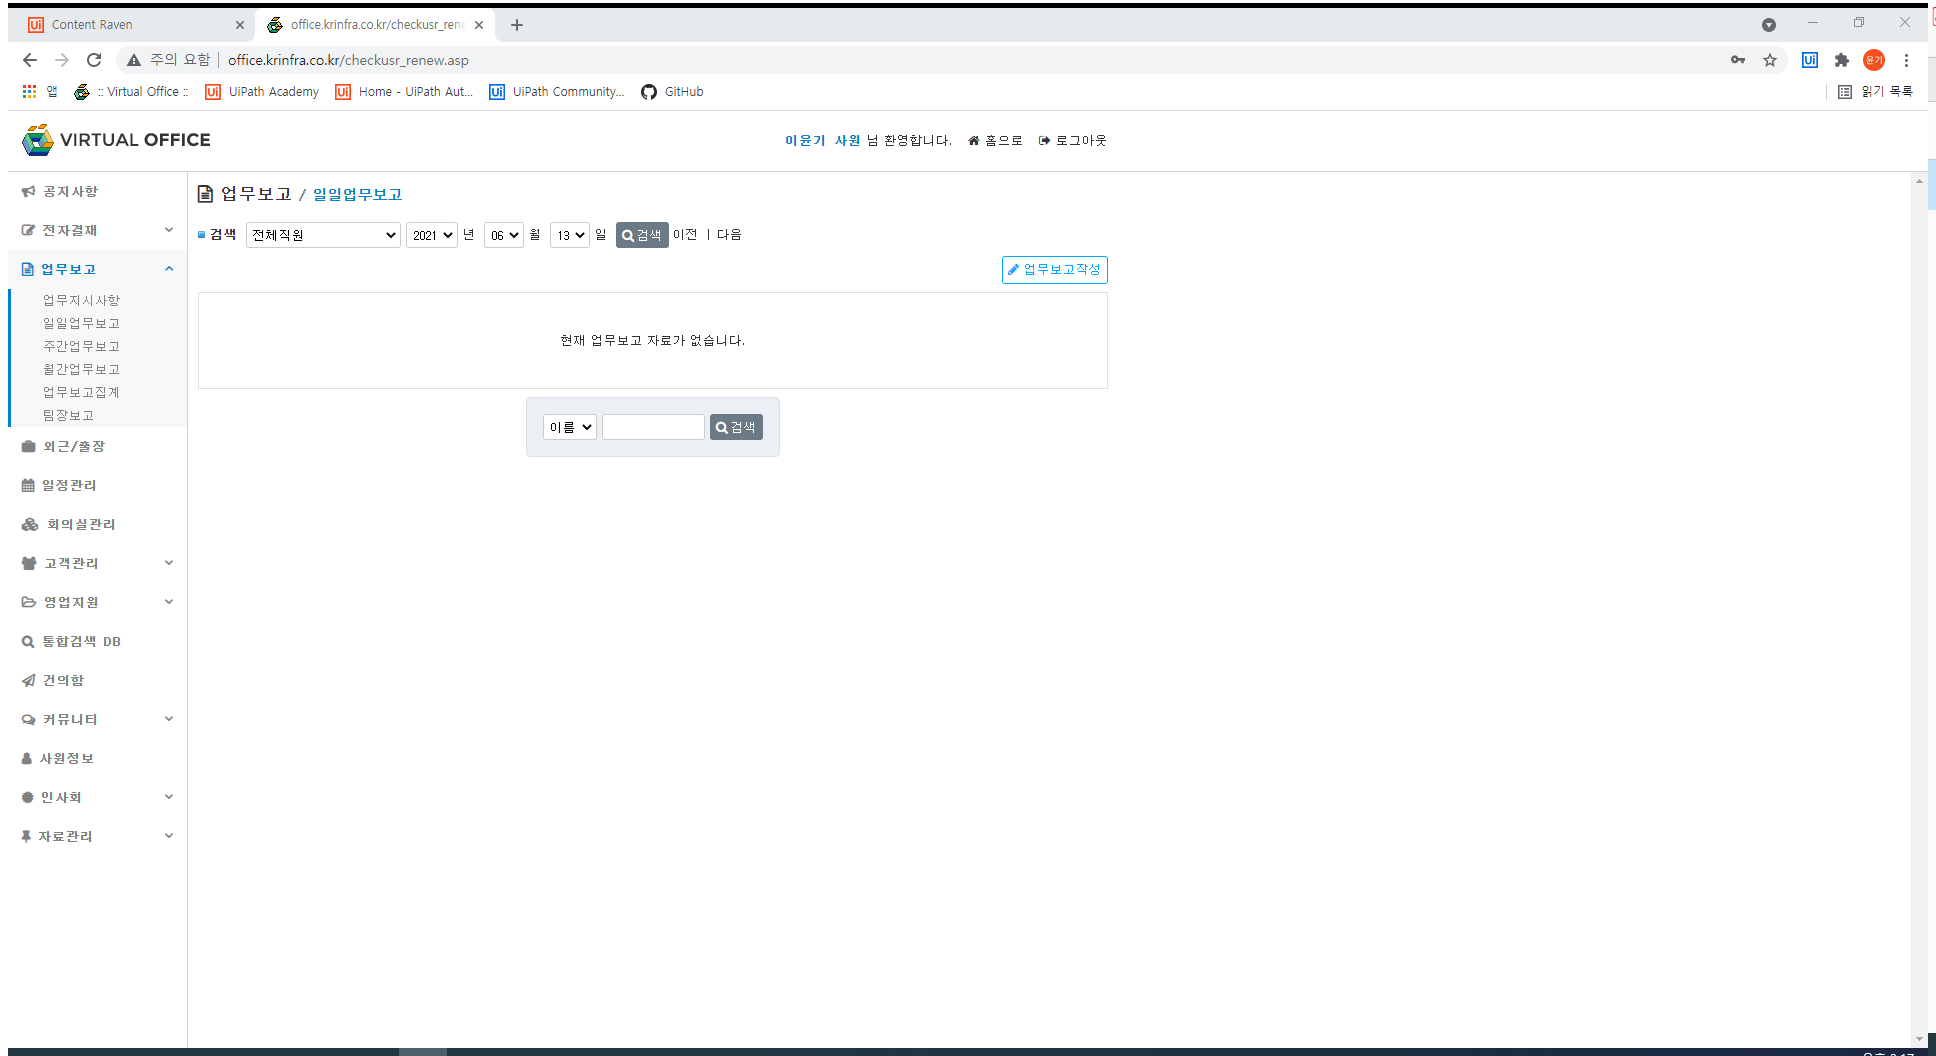 Content Raven
office.krinfra.co.kr/checkusr_rene
주의 요함 office.krinfra.co.kr/checkusr_renew.asp
윤기
앱 :: Virtual Office :: UiPath Academy Home - UiPath Aut... UiPath Community... GitHub 읽기 목록
VIRTUAL OFFICE
이윤기 사원 님 환영합니다. 홈으로 로그아웃
공지사항
전자결재
업무보고
업무지시사항
일일업무보고
주간업무보고
월간업무보고
업무보고집계
팀장보고
외근/출장
일정관리
회의실관리
고객관리
영업지원
통합검색 DB
건의함
커뮤니티
사원정보
인사회
자료관리
업무보고 / 일일업무보고
검색 전체직원 2021 년 06 월 13 일 검색 이전 | 다음
업무보고작성
현재 업무보고 자료가 없습니다.
이름 검색